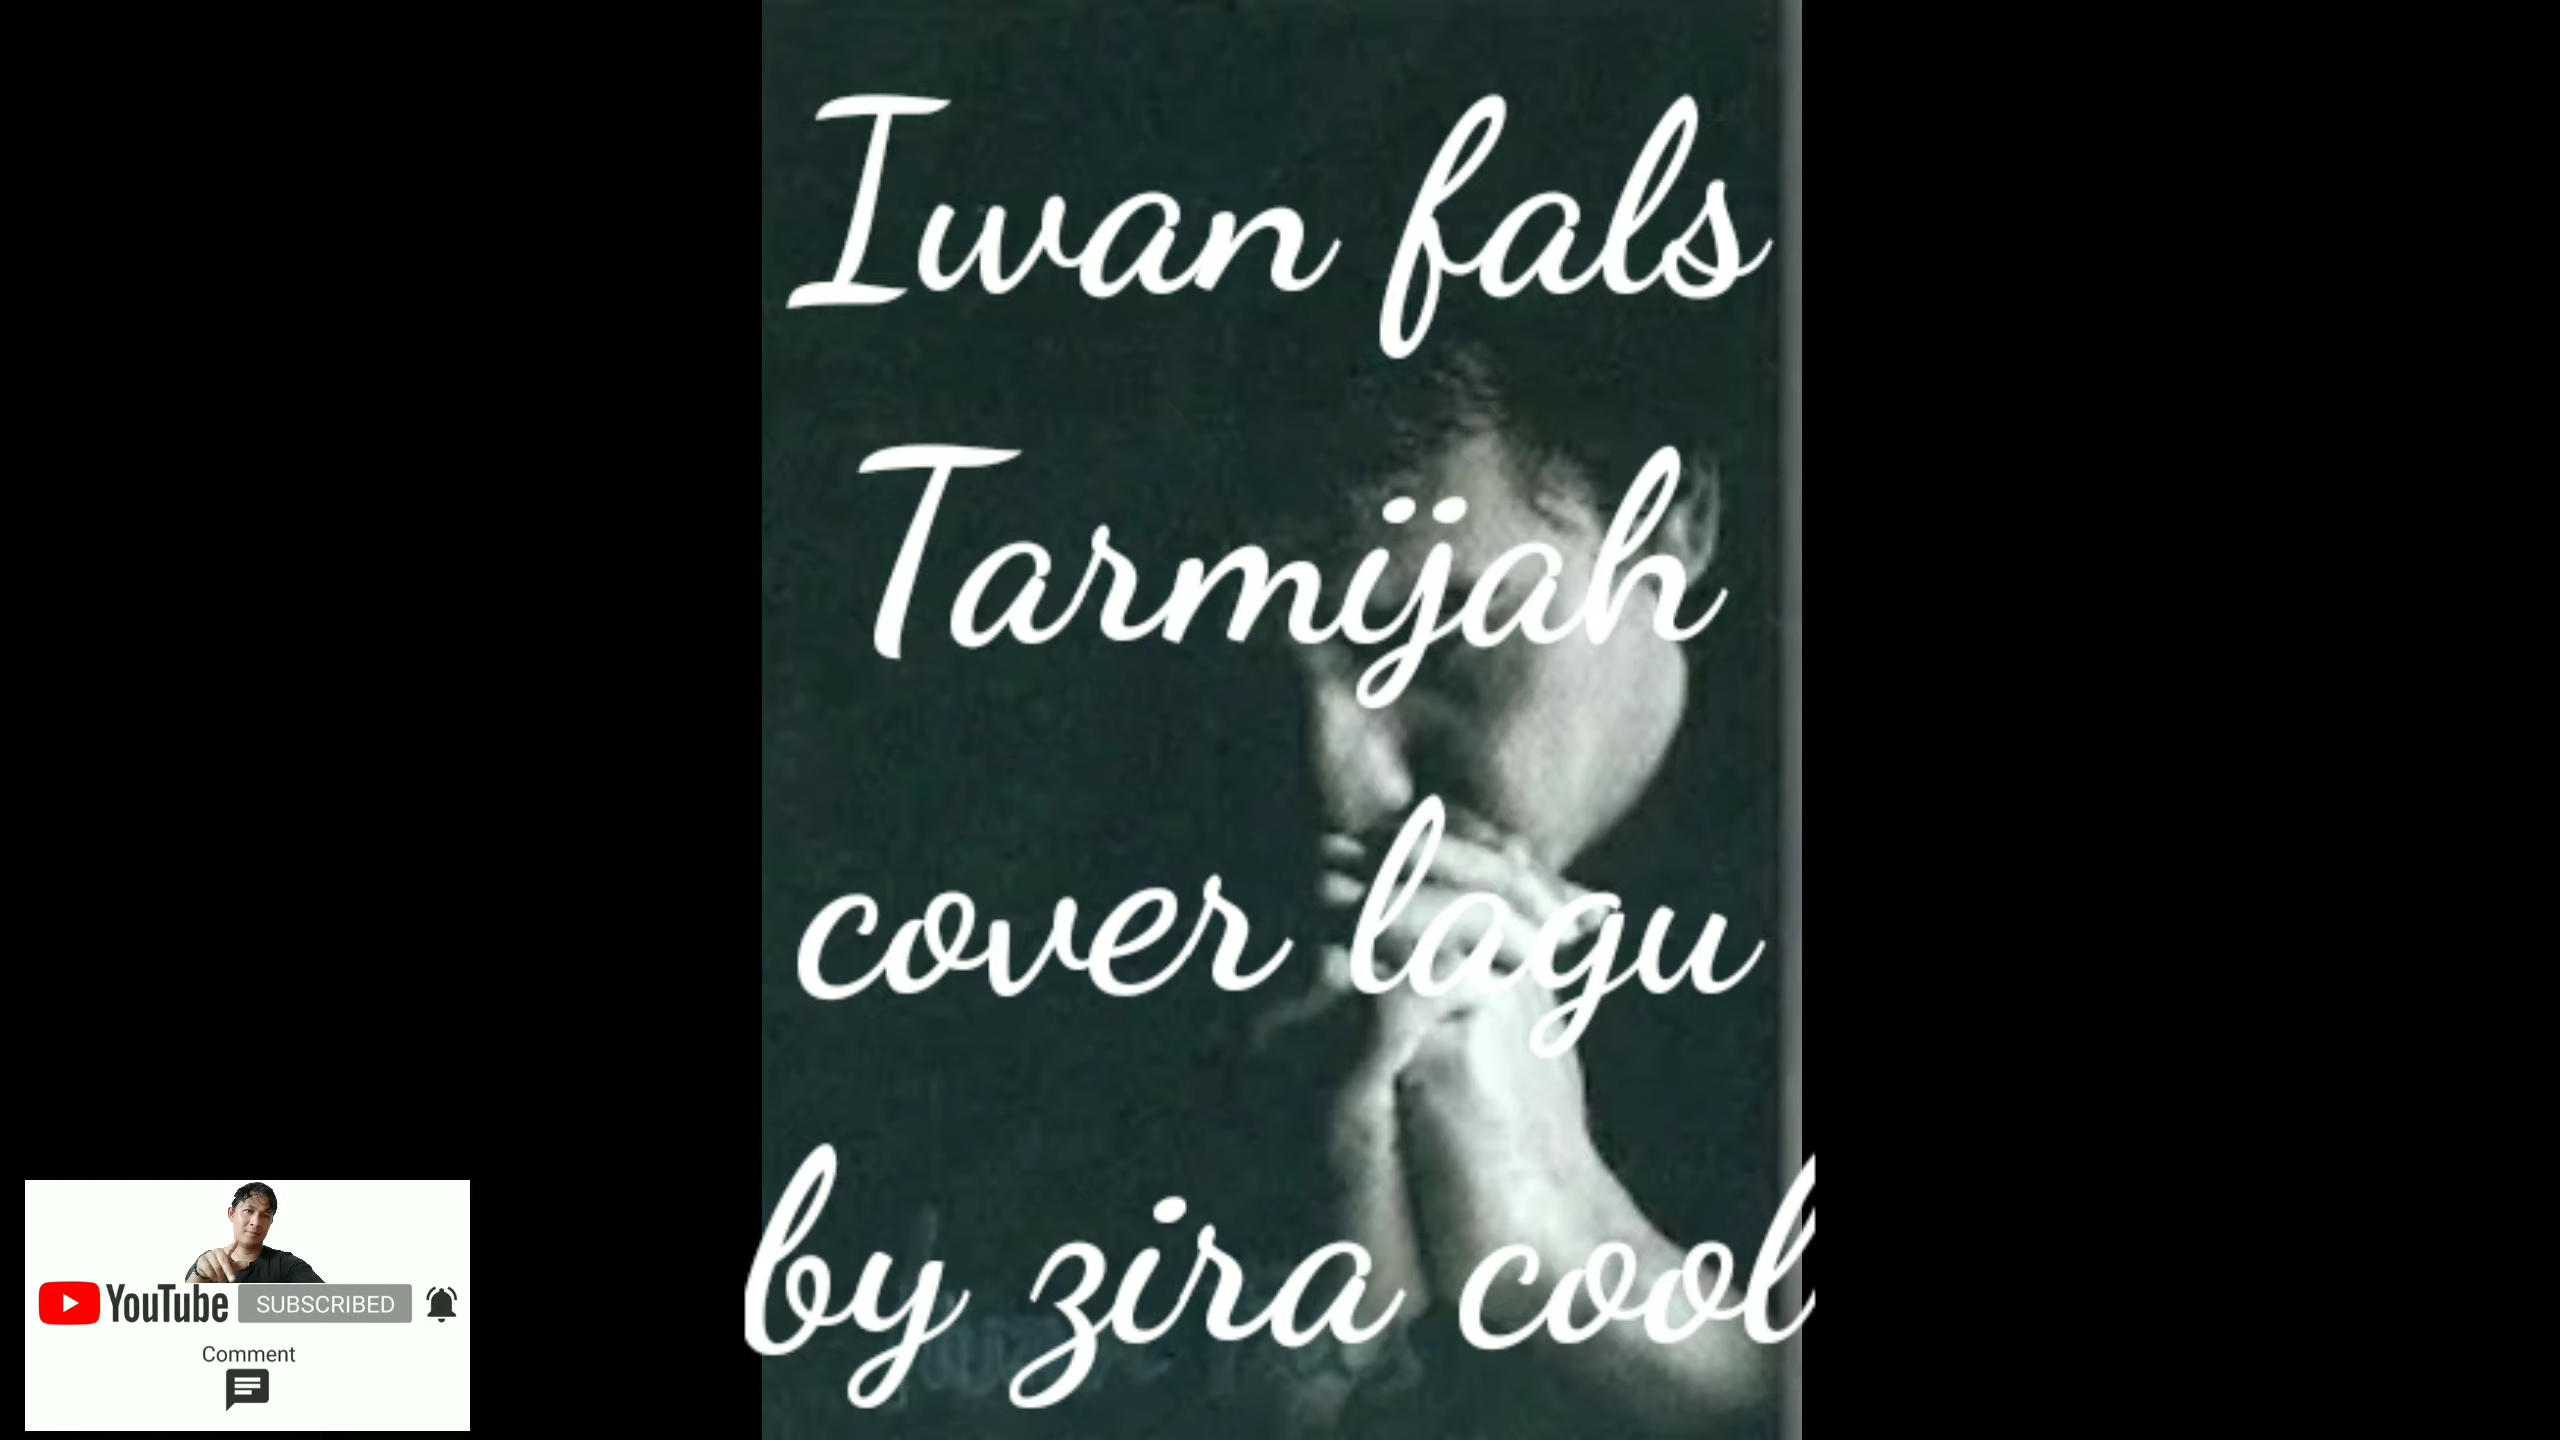 Iwan fals
Tarmijah
cover lagu
by zira cool
YouTube SUBSCRIBED
Comment